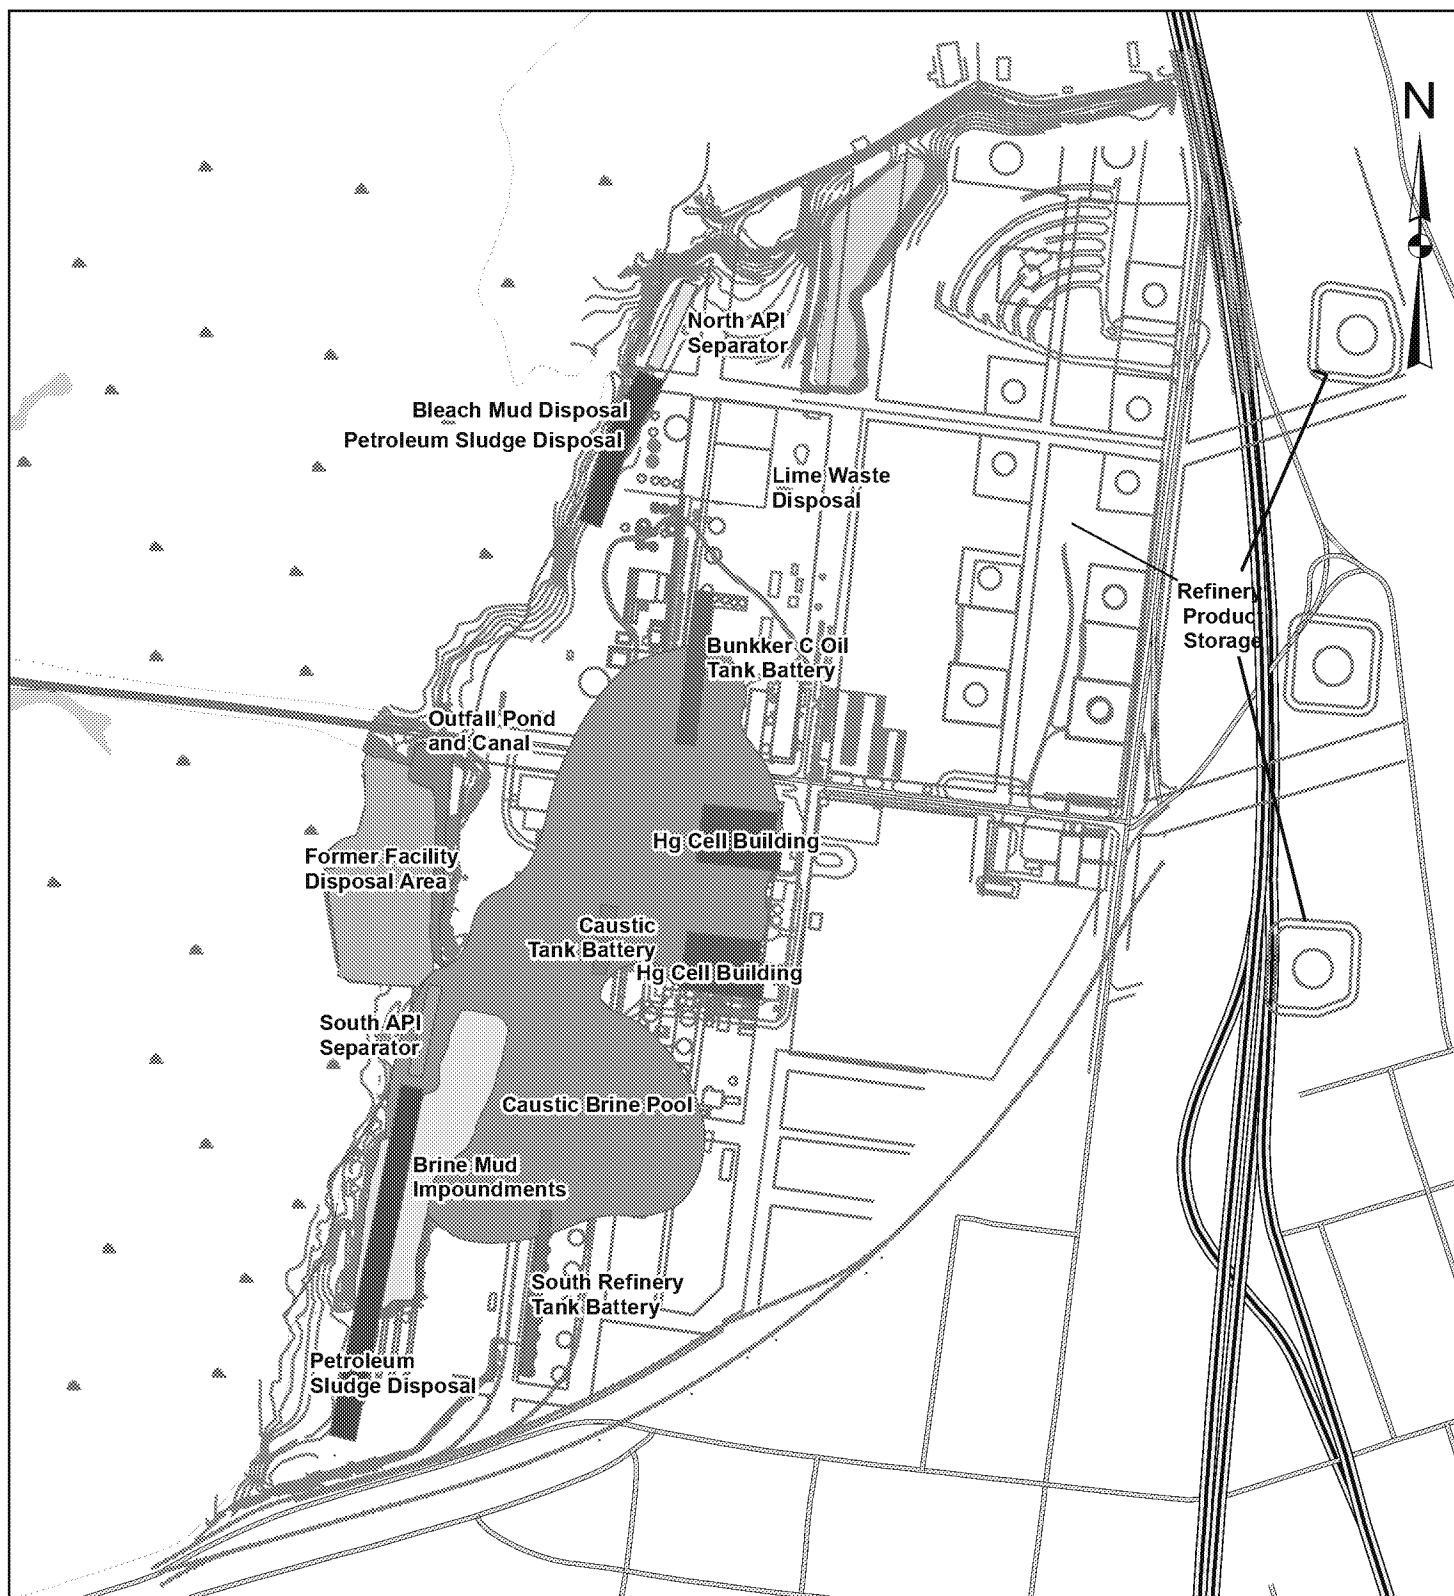 N
North API
Separator
Bleach Mud Disposal
Petroleum Sludge Disposal
Lime Waste
Disposal
Refinery
Product
Storage
Bunkker C Oil
Tank Battery
Outfall Pond
and Canal
Hg Cell Building
Former Facility
Disposal Area
Caustic
Tank Battery
Hg Cell Building
South API
Separator
Caustic Brine Pool
Brine Mud
Impoundments
South Refinery
Tank Battery
Petroleum
Sludge Disposal